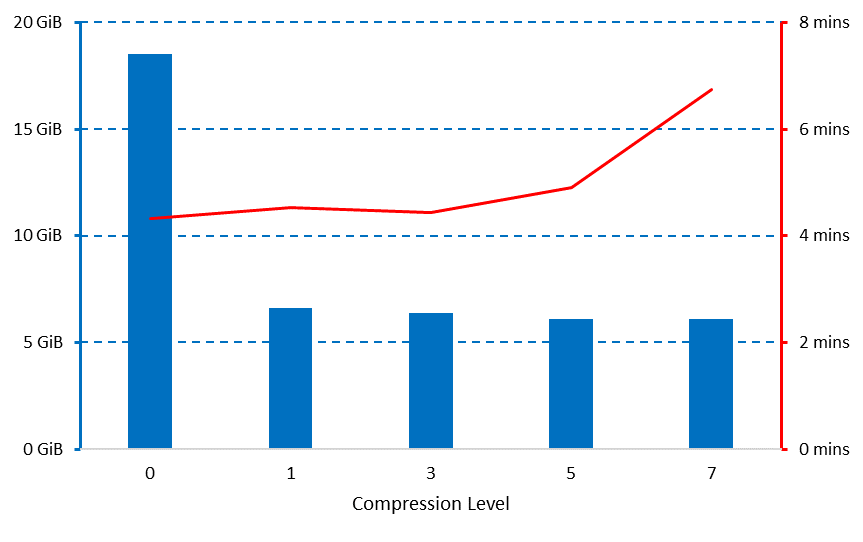 20 GiB
15 GiB
10 GiB
5 GiB
0 GiB
8 mins
6 mins
4 mins
2 mins
0 mins
0 1 3 5 7
Compression Level